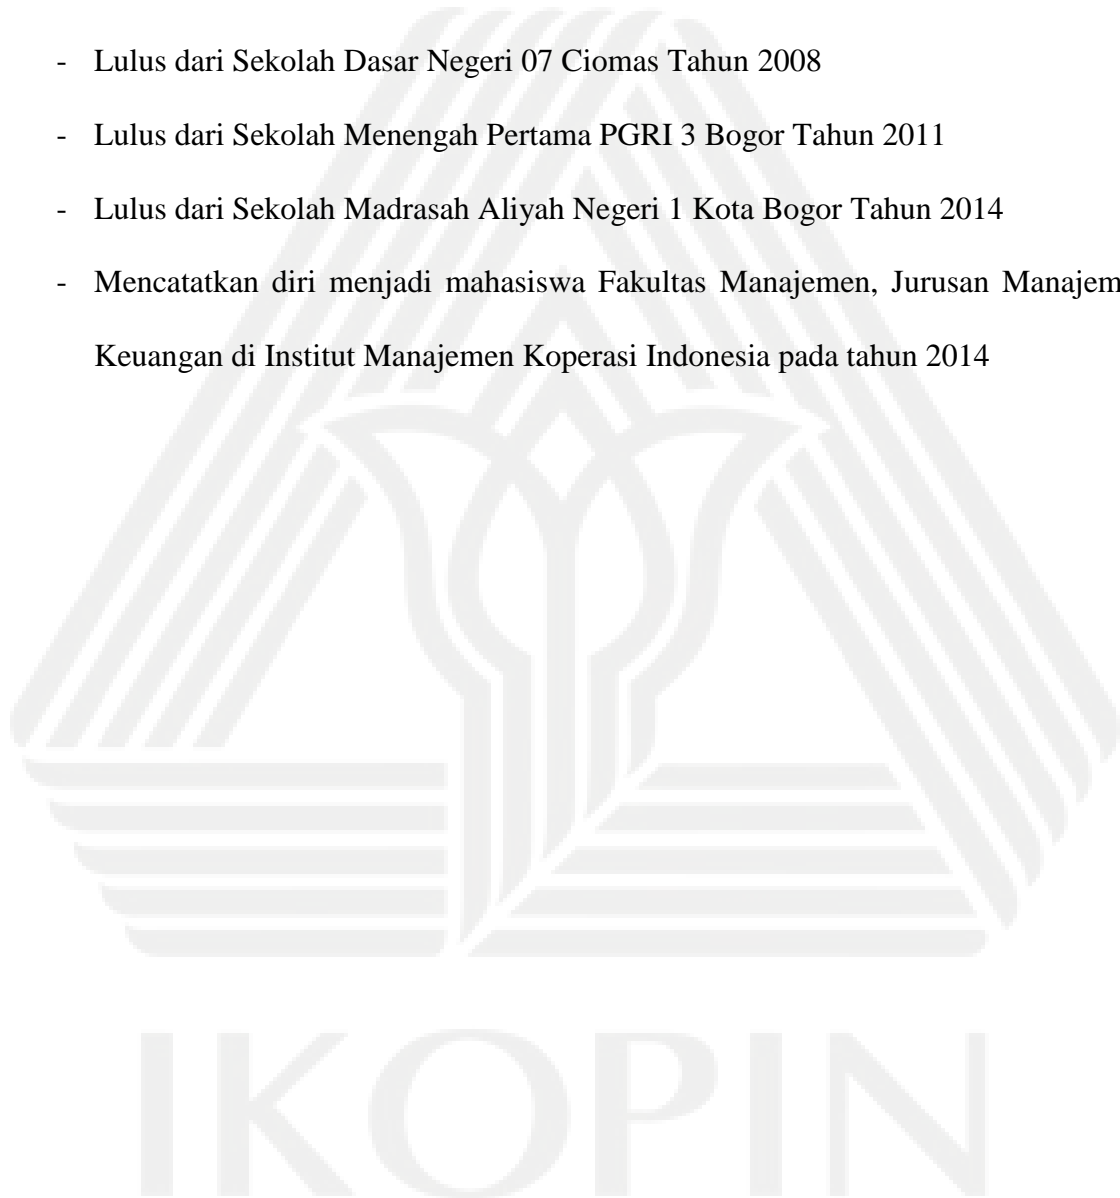 - Lulus dari Sekolah Dasar Negeri 07 Ciomas Tahun 2008
- Lulus dari Sekolah Menengah Pertama PGRI 3 Bogor Tahun 2011
- Lulus dari Sekolah Madrasah Aliyah Negeri 1 Kota Bogor Tahun 2014
- Mencatatkan diri menjadi mahasiswa Fakultas Manajemen, Jurusan Manajem
Keuangan di Institut Manajemen Koperasi Indonesia pada tahun 2014
IKOPIN